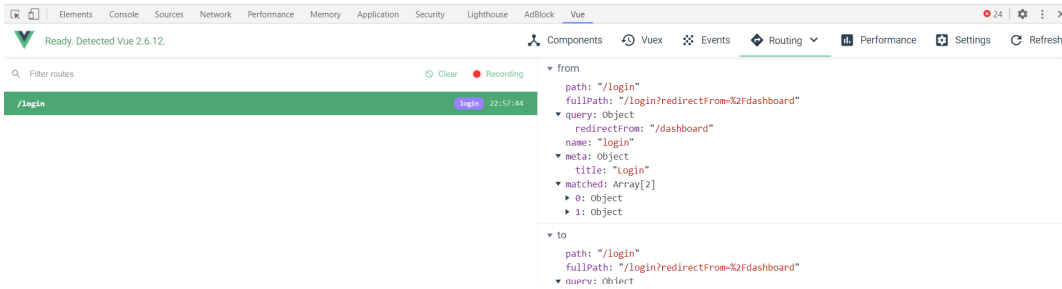 Elements Console Sources Network Performance Memory Application Security Lighthouse AdBlock Vue 24
Ready. Detected Vue 2.6.12. Components Vuex Events Routing Performance Settings Refresh
Filter routes Clear Recording
/login login 22:57:44
from
path: "/login"
fullPath: "/login?redirectFrom=%2Fdashboard"
query: Object
redirectFrom: "/dashboard"
name: "login"
meta: Object
title: "Login"
matched: Array[2]
0: Object
1: Object
to
path: "/login"
fullPath: "/login?redirectFrom=%2Fdashboard"
query: Object